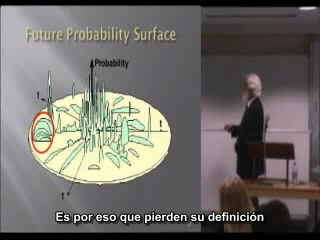 Future Probability Surface
Probability
t
t
t
Es por eso que pierden su definición